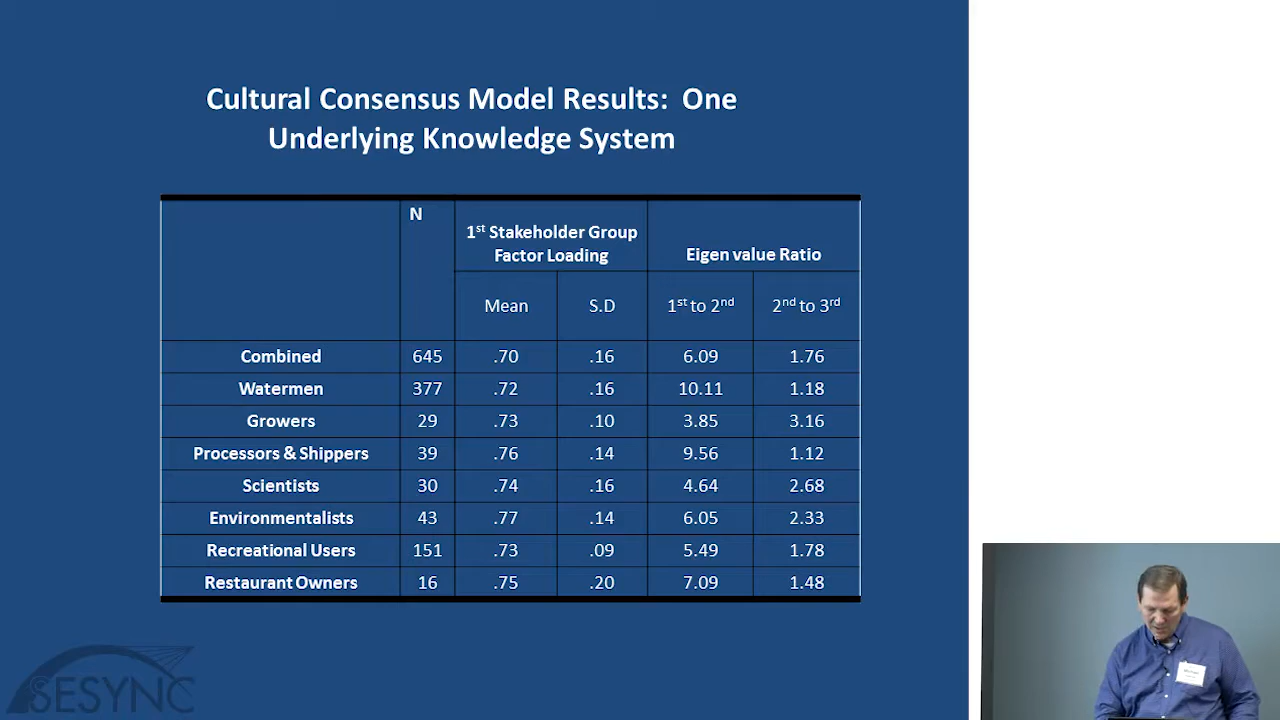 Cultural Consensus Model Results: One
Underlying Knowledge System
N
1st Stakeholder Group
Factor Loading
Eigen value Ratio
Mean S.D 1st to 2nd 2nd to 3rd
Combined 645 .70 .16 6.09 1.76
Watermen 377 .72 .16 10.11 1.18
Growers 29 .73 .10 3.85 3.16
Processors & Shippers 39 .76 .14 9.56 1.12
Scientists 30 .74 .16 4.64 2.68
Environmentalists 43 .77 .14 6.05 2.33
Recreational Users 151 .73 .09 5.49 1.78
Restaurant Owners 16 .75 .20 7.09 1.48
SESYNC